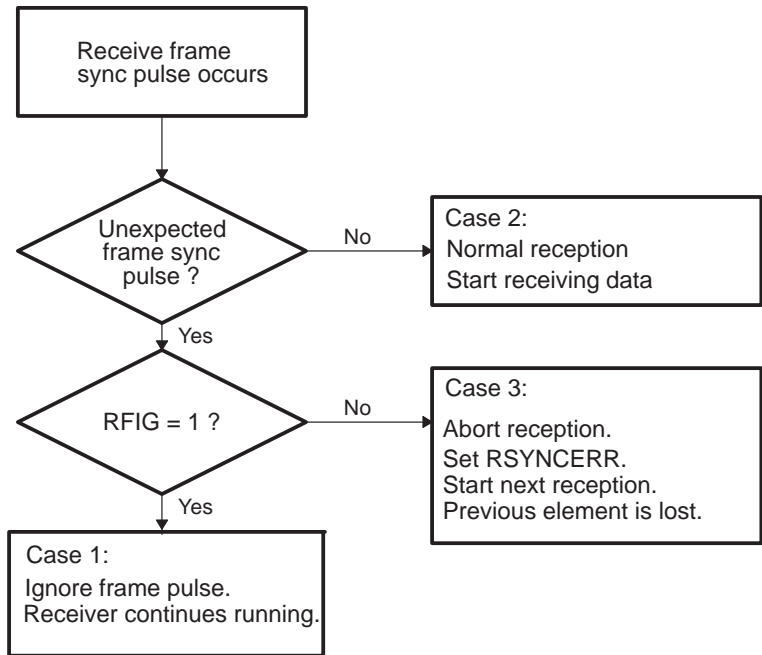 Receive frame
sync pulse occurs
Unexpected
frame sync
pulse ?
No
Case 2:
Normal reception
Start receiving data
Yes
RFIG = 1 ?
No
Case 3:
Abort reception.
Set RSYNCERR.
Start next reception.
Previous element is lost.
Yes
Case 1:
Ignore frame pulse.
Receiver continues running.